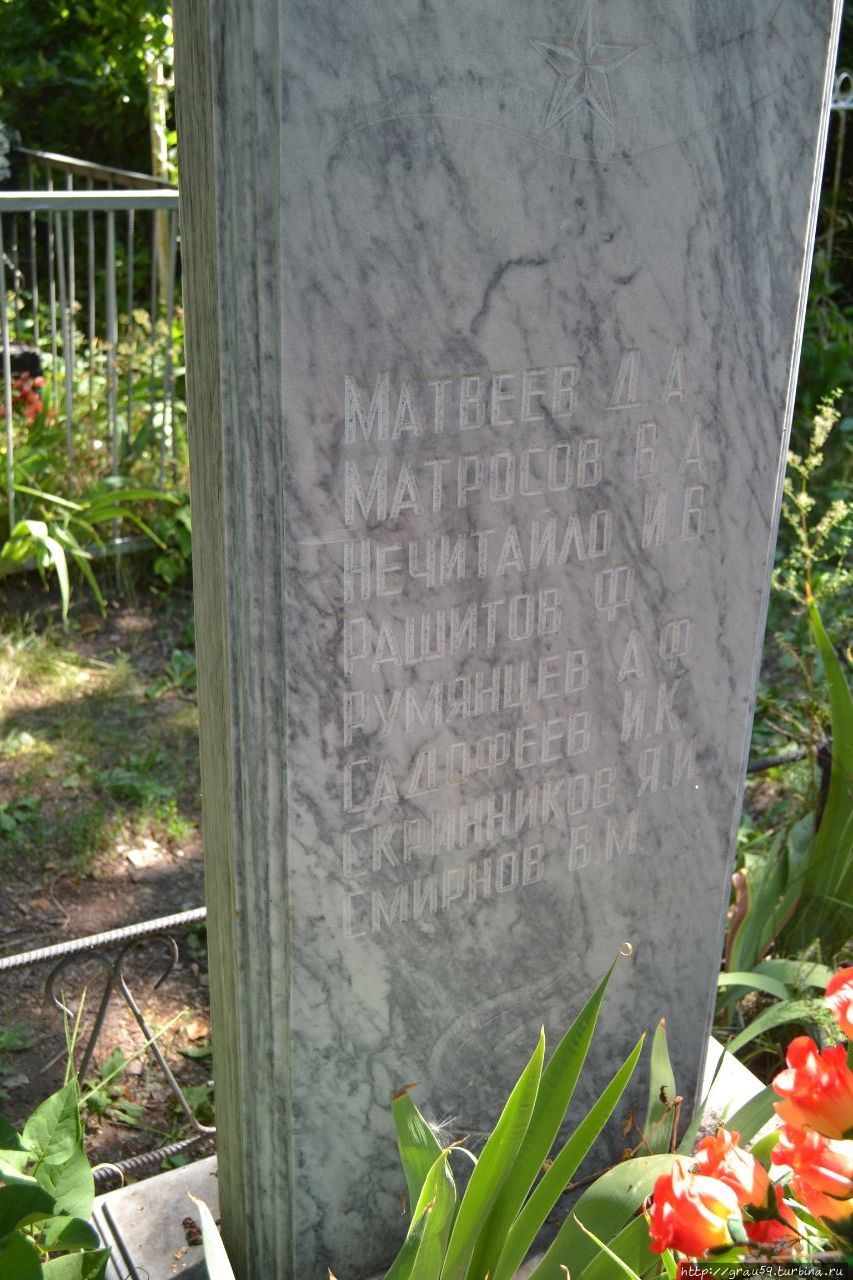 МАТВЕЕВ Д А
МАТРОСОВ В А
НЕЧИТАЙЛО И.Б
РАШИТОВ Ф
РУМЯНЦЕВ А Ф
САДОФЕЕВ И.К
СКРИННИКОВ Я.И
СМИРНОВ В.М
http://grau59.turbina.ru